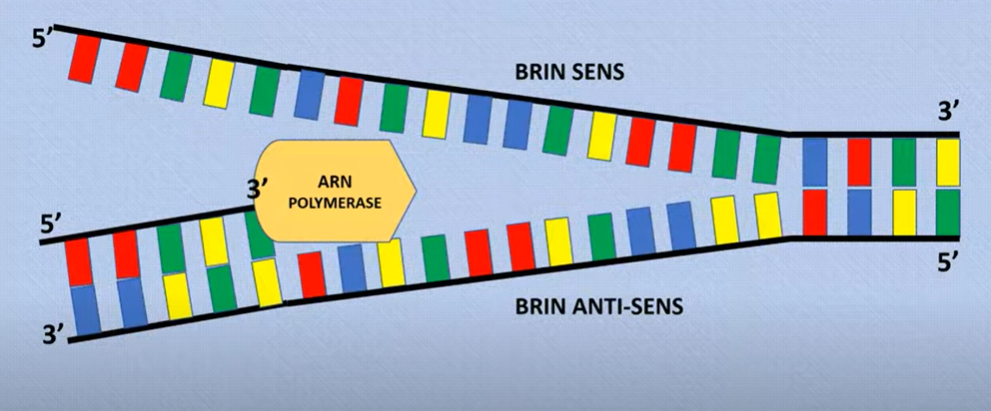 5’
BRIN SENS
3’
3’
ARN
POLYMERASE
5’
5’
BRIN ANTI-SENS
3’